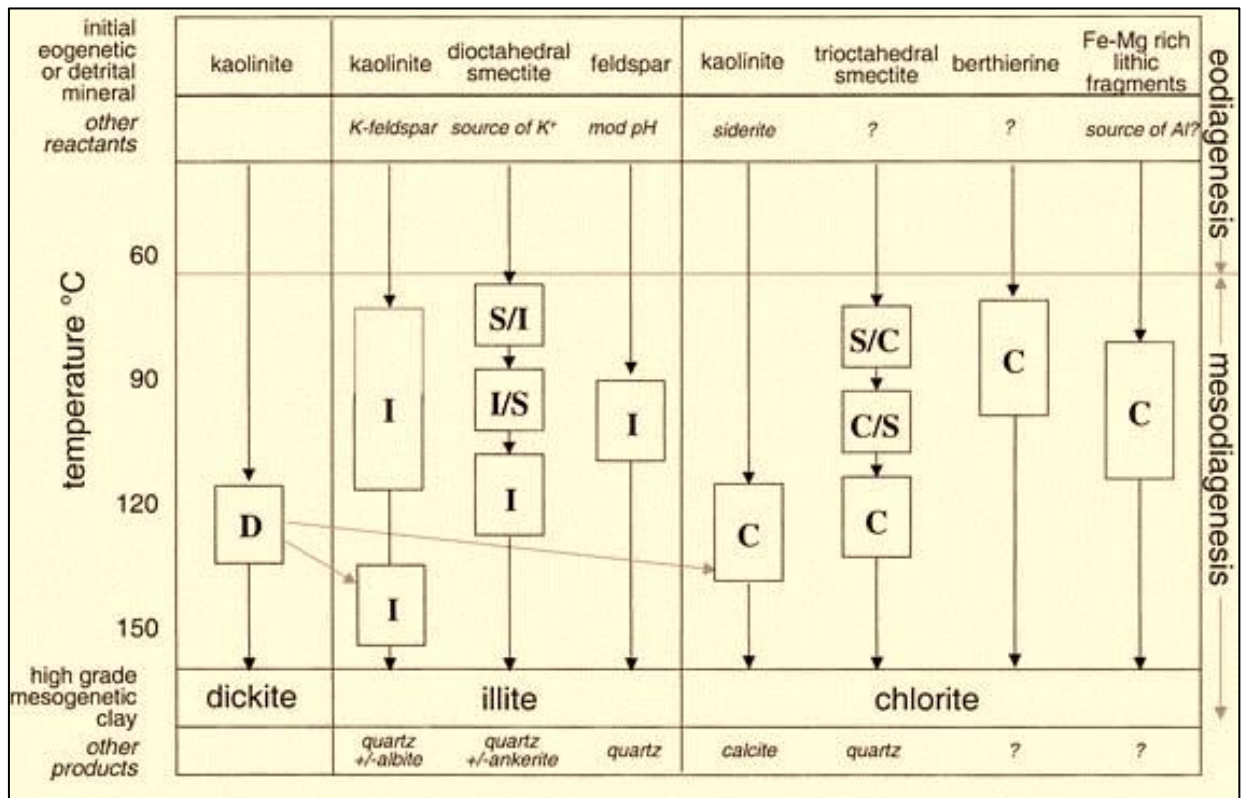 initial
eogenetic
or detrital
mineral
kaolinite
kaolinite
dioctahedral
smectite
feldspar
kaolinite
trioctahedral
smectite
berthierine
Fe-Mg rich
lithic
fragments
other
reactants
K-feldspar
source of K+
mod pH
siderite
?
?
source of Al?
eodiagenesis
mesodiagenesis
temperature °C
60
90
120
150
D
I
I
S/I
I/S
I
I
C
S/C
C/S
C
C
C
high grade
mesogenetic
clay
dickite
illite
chlorite
other
products
quartz
+/-albite
quartz
+/-ankerite
quartz
calcite
quartz
?
?